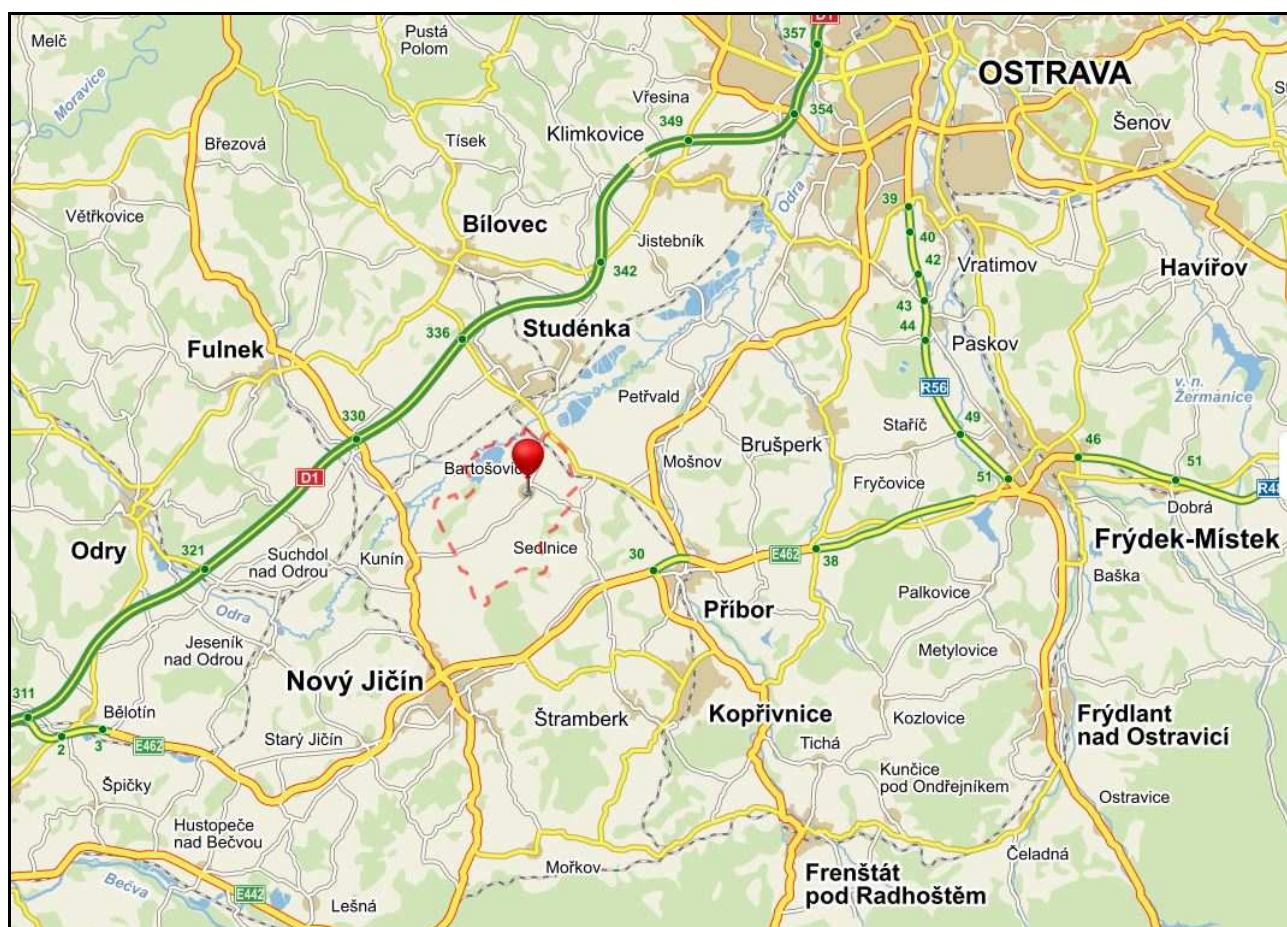 D1
357
Melč
Pustá
Polom
OSTRAVA
Moravice
Vřesina
354
349
Klimkovice
Šenov
Březová
Tísek
Odra
39
Větřkovice
Bílovec
40
Jistebník
342
42
Vratimov
Havířov
43
336
Studénka
44
Fulnek
Paskov
R56
v. n.
Žermanice
Petřvald
330
49
Staříč
Brušperk
46
Bartošovic
Mošnov
D1
51
51
Fryčovice
R48
Dobrá
Odry
Suchdol
nad Odrou
Kunín
Sedlnice
30
E462
38
Frýdek-Místek
321
Baška
Palkovice
Odra
Příbor
Jeseník
nad Odrou
Metylovice
Nový Jičín
311
Bělotín
Štramberk
Kopřivnice
Kozlovice
Frýdlant
nad Ostravicí
2
3
E462
Starý Jičín
Tichá
Špičky
Kunčice
pod Ondřejníkem
Ostravice
Hustopeče
nad Bečvou
Čeladná
Mořkov
Frenštát
pod Radhoštěm
Bečva
E442
Lešná